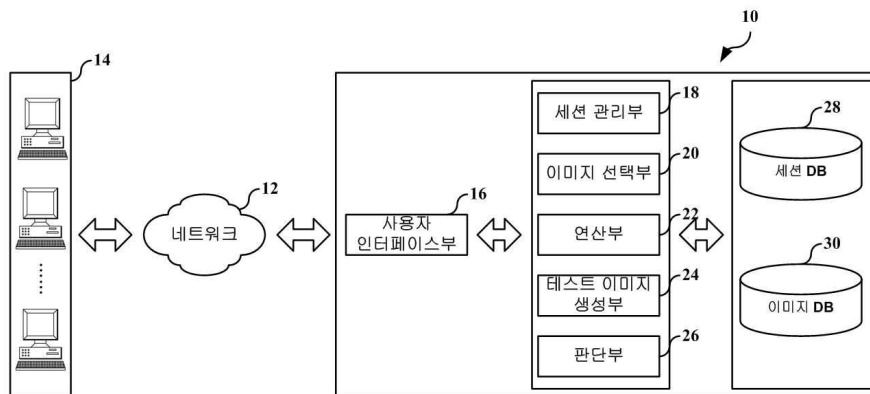 10
14
18
세션 관리부
28
세션 DB
20
이미지 선택부
12
네트워크
16
사용자
인터페이스부
22
연산부
24
테스트 이미지
생성부
30
이미지 DB
26
판단부